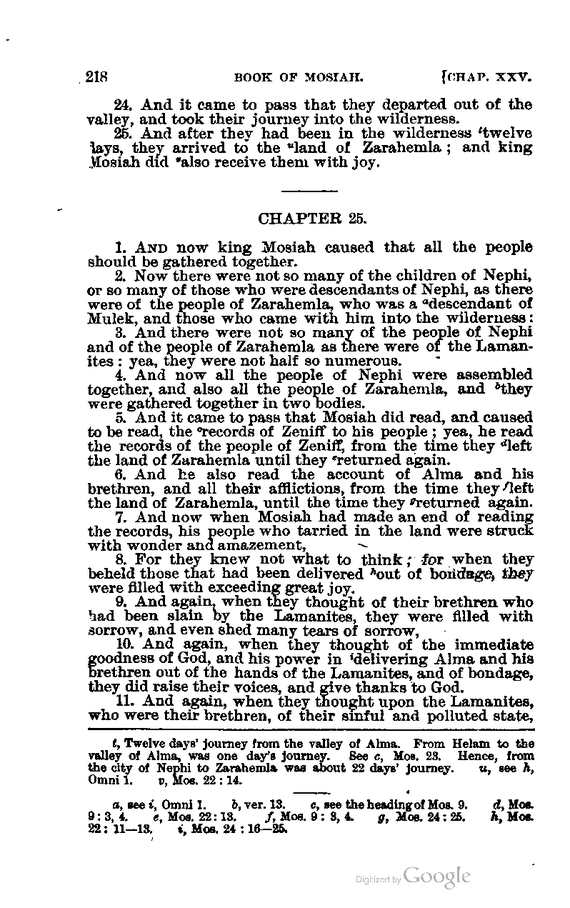 218 BOOK OF MOSIAH. [CHAP. XXV.
24. And it came to pass that they departed out of the
valley, and took their journey into the wilderness.
25. And after they had been in the wilderness ᵗtwelve
days, they arrived to the ᵘland of Zarahemla; and king
Mosiah did ᵛalso receive them with joy.
CHAPTER 25.
1. AND now king Mosiah caused that all the people
should be gathered together.
2. Now there were not so many of the children of Nephi,
or so many of those who were descendants of Nephi, as there
were of the people of Zarahemla, who was a ᵃdescendant of
Mulek, and those who came with him into the wilderness:
3. And there were not so many of the people of Nephi
and of the people of Zarahemla as there were of the Laman-
ites: yea, they were not half so numerous.
4. And now all the people of Nephi were assembled
together, and also all the people of Zarahemla, and ᵇthey
were gathered together in two bodies.
5. And it came to pass that Mosiah did read, and caused
to be read, the ᶜrecords of Zeniff to his people; yea, he read
the records of the people of Zeniff, from the time they ᵈleft
the land of Zarahemla until they ᵉreturned again.
6. And he also read the account of Alma and his
brethren, and all their afflictions, from the time they ᶠleft
the land of Zarahemla, until the time they ᵍreturned again.
7. And now when Mosiah had made an end of reading
the records, his people who tarried in the land were struck
with wonder and amazement,
8. For they knew not what to think; for when they
beheld those that had been delivered ʰout of bondage, they
were filled with exceeding great joy.
9. And again, when they thought of their brethren who
had been slain by the Lamanites, they were filled with
sorrow, and even shed many tears of sorrow,
10. And again, when they thought of the immediate
goodness of God, and his power in ⁱdelivering Alma and his
brethren out of the hands of the Lamanites, and of bondage,
they did raise their voices, and give thanks to God.
11. And again, when they thought upon the Lamanites,
who were their brethren, of their sinful and polluted state,
t, Twelve days' journey from the valley of Alma. From Helam to the
valley of Alma, was one day's journey. See c, Mos. 23. Hence, from
the city of Nephi to Zarahemla was about 22 days' journey. u, see h,
Omni 1. v, Mos. 22: 14.
a, see i, Omni 1. b, ver. 13. c, see the heading of Mos. 9. d, Mos.
9: 3, 4. e, Mos. 22: 13. f, Mos. 9: 3, 4. g, Mos. 24: 25. h, Mos.
22: 11—13. i, Mos. 24: 16—25.
Digitized by Google